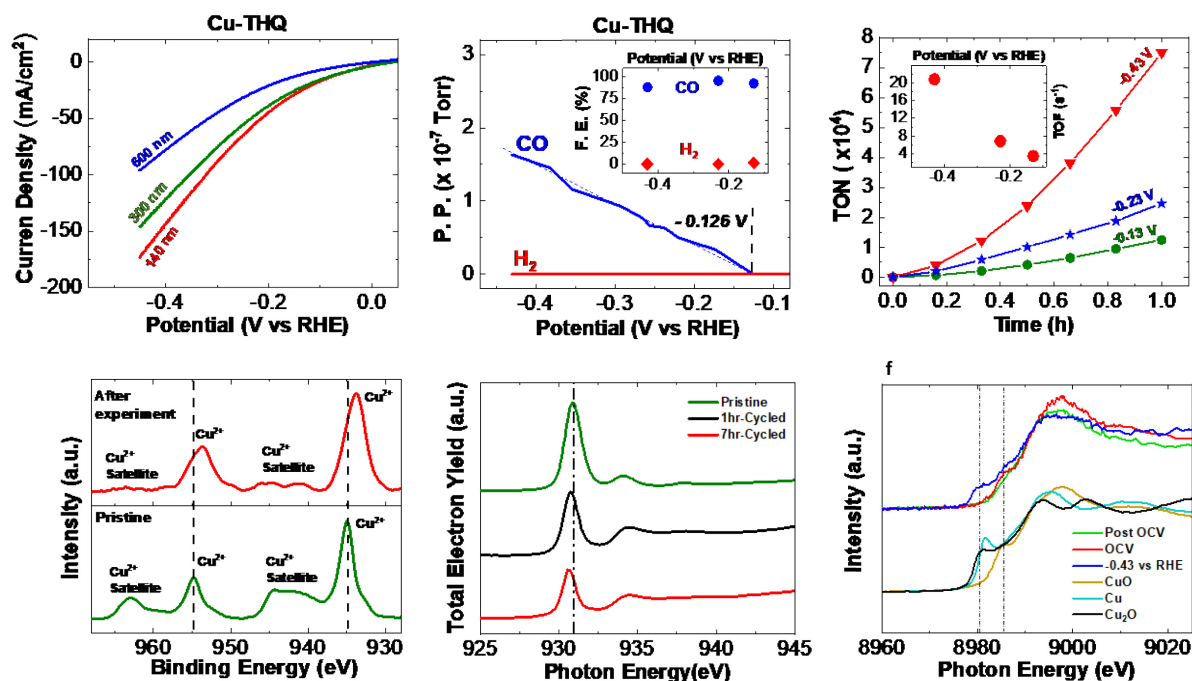 Cu-THQ
0
-50
-100
-150
-200
Curren Density (mA/cm²)
600 nm
300 nm
140 nm
-0.4
-0.2
0.0
Potential (V vs RHE)
Cu-THQ
3
2
1
0
P. P. (x 10⁻⁷ Torr)
Potential (V vs RHE)
100
75
50
25
0
F. E. (%)
CO
H₂
-0.4
-0.2
CO
- 0.126 V
H₂
-0.4
-0.3
-0.2
-0.1
Potential (V vs RHE)
8
7
6
5
4
3
2
1
0
TON ( x10⁴)
Potential (V vs RHE)
20
16
12
8
4
TOF (s⁻¹)
-0.4
-0.2
-0.43 V
-0.23 V
-0.13 V
0.0
0.2
0.4
0.6
0.8
1.0
Time (h)
Intensity (a.u.)
After
experiment
Cu²⁺
Cu²⁺
Cu²⁺
Satellite
Cu²⁺
Satellite
Pristine
Cu²⁺
Cu²⁺
Cu²⁺
Satellite
Cu²⁺
Satellite
960
950
940
930
Binding Energy (eV)
Total Electron Yleld (a.u.)
Pristine
1hr-Cycled
7hr-Cycled
925
930
935
940
945
Photon Energy(eV)
f
Intensity (a.u.)
Post OCV
OCV
-0.43 vs RHE
CuO
Cu
Cu₂O
8960
8980
9000
9020
Photon Energy (eV)